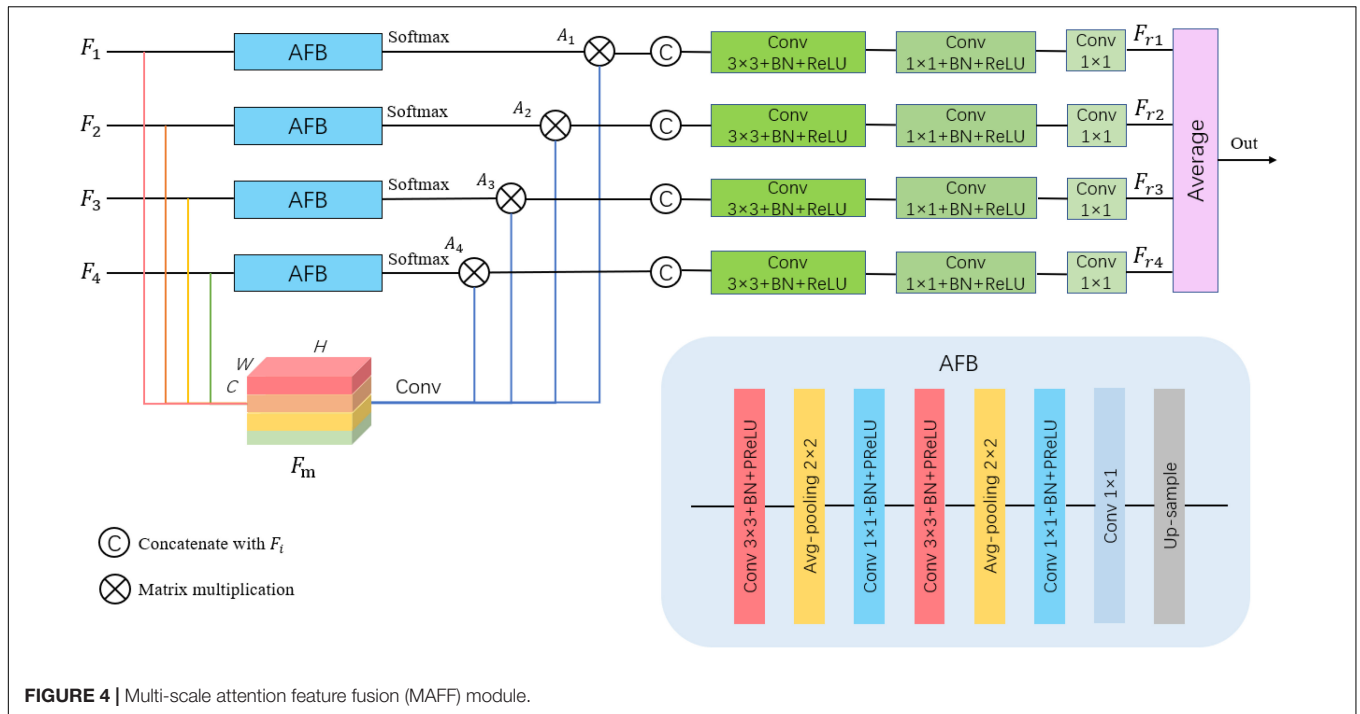 F1 AFB Softmax A1 C Conv 3×3+BN+ReLU Conv 1×1+BN+ReLU Conv 1×1 Fr1
F2 AFB Softmax A2 C Conv 3×3+BN+ReLU Conv 1×1+BN+ReLU Conv 1×1 Fr2
F3 AFB Softmax A3 C Conv 3×3+BN+ReLU Conv 1×1+BN+ReLU Conv 1×1 Fr3
F4 AFB Softmax A4 C Conv 3×3+BN+ReLU Conv 1×1+BN+ReLU Conv 1×1 Fr4
Average
Out
W
H
C
Conv
Fm
C Concatenate with Fi
Matrix multiplication
AFB
Conv 3×3+BN+PReLU
Avg-pooling 2×2
Conv 1×1+BN+PReLU
Conv 3×3+BN+PReLU
Avg-pooling 2×2
Conv 1×1+BN+PReLU
Conv 1×1
Up-sample
FIGURE 4 | Multi-scale attention feature fusion (MAFF) module.